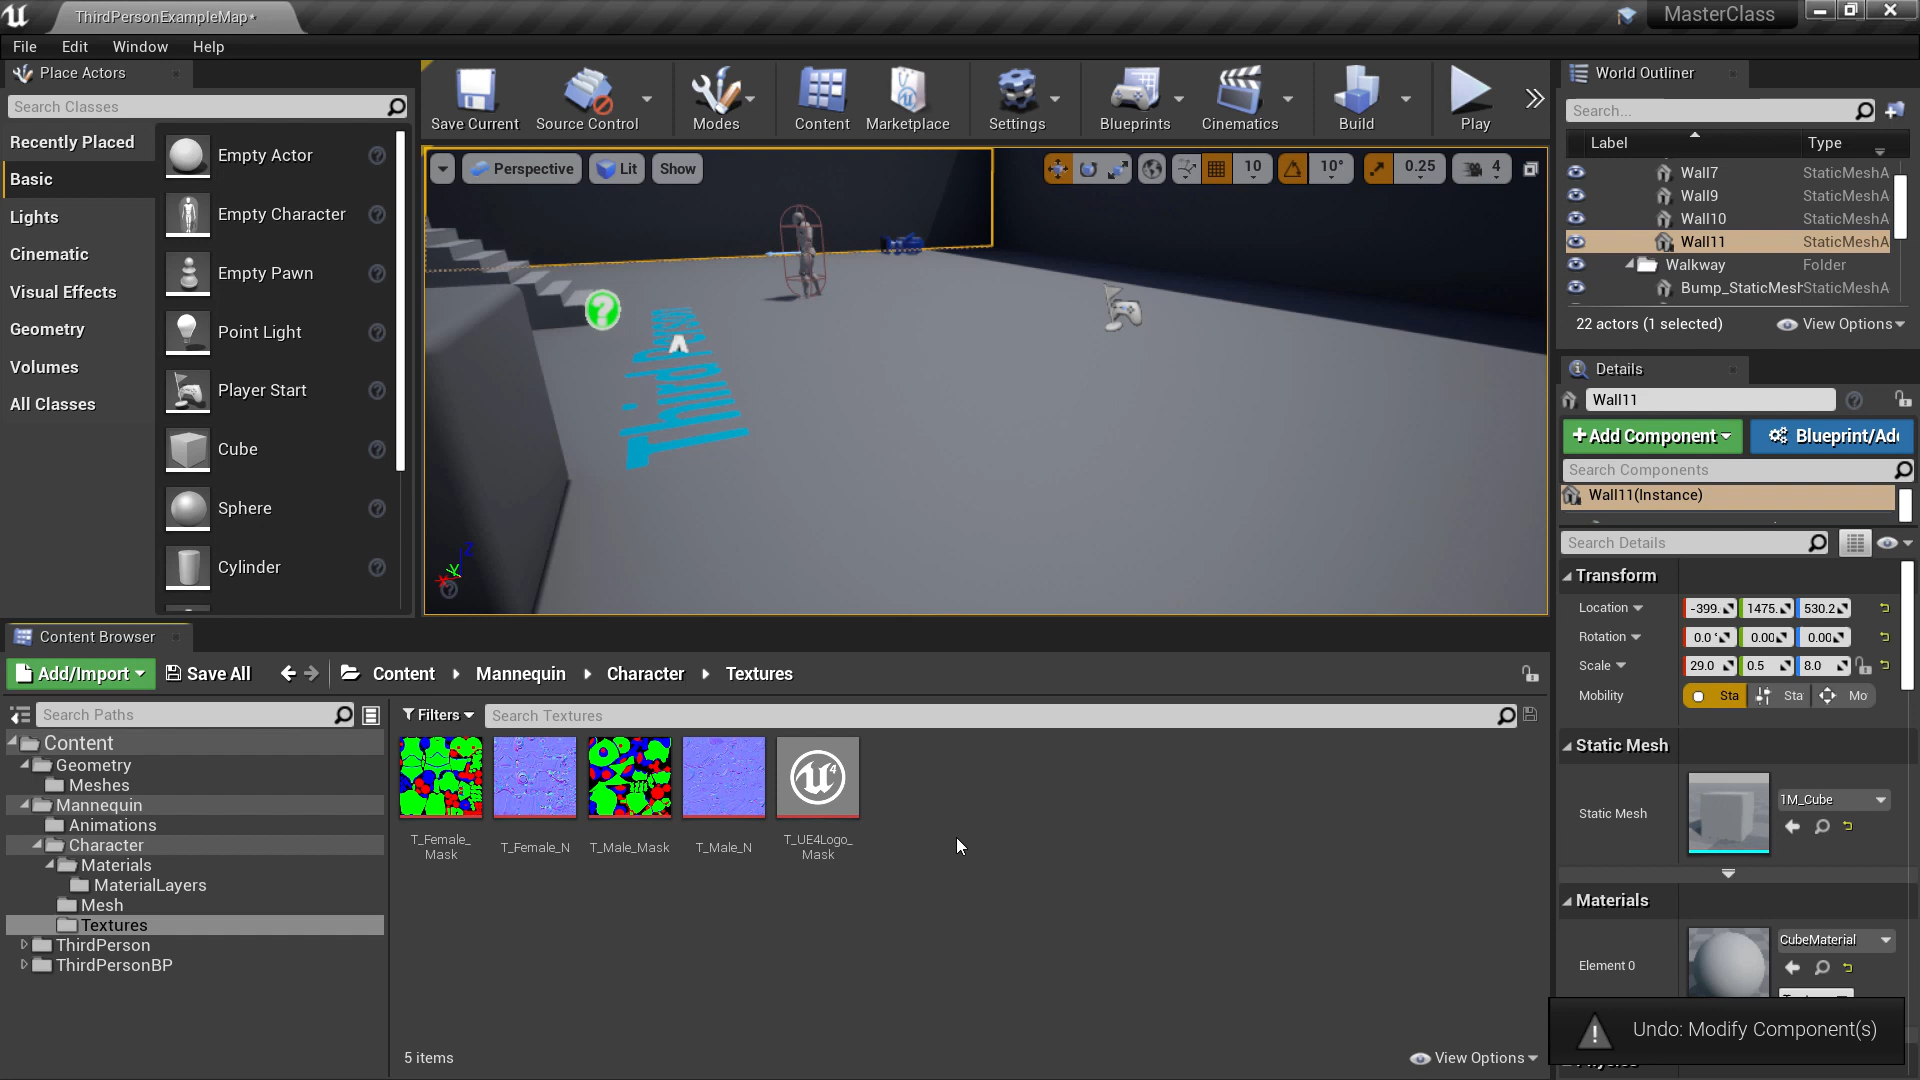 ThirdPersonExampleMap*
MasterClass
File Edit Window Help
Place Actors
Search Classes
Recently Placed
Basic
Lights
Cinematic
Visual Effects
Geometry
Volumes
All Classes
Empty Actor
Empty Character
Empty Pawn
Point Light
Player Start
Cube
Sphere
Cylinder
Save Current Source Control Modes Content Marketplace Settings Blueprints Cinematics Build Play
Perspective Lit Show 10 10° 0.25 4
World Outliner
Search...
Label Type
Wall7 StaticMeshA
Wall9 StaticMeshA
Wall10 StaticMeshA
Wall11 StaticMeshA
Walkway Folder
Bump_StaticMesh StaticMeshA
22 actors (1 selected) View Options
Details
Wall11
+Add Component Blueprint/Add
Search Components
Wall11(Instance)
Search Details
Transform
Location -399. 1475. 530.2
Rotation 0.0 ° 0.00 0.00
Scale 29.0 0.5 8.0
Mobility Sta Sta Mo
Static Mesh
Static Mesh 1M_Cube
Materials
Element 0 CubeMaterial
Undo: Modify Component(s)
Z
Y
X
Content Browser
Add/Import Save All Content Mannequin Character Textures
Search Paths
Filters Search Textures
Content
Geometry
Meshes
Mannequin
Animations
Character
Materials
MaterialLayers
Mesh
Textures
ThirdPerson
ThirdPersonBP
T_Female_
Mask
T_Female_N
T_Male_Mask
T_Male_N
T_UE4Logo_
Mask
5 items View Options